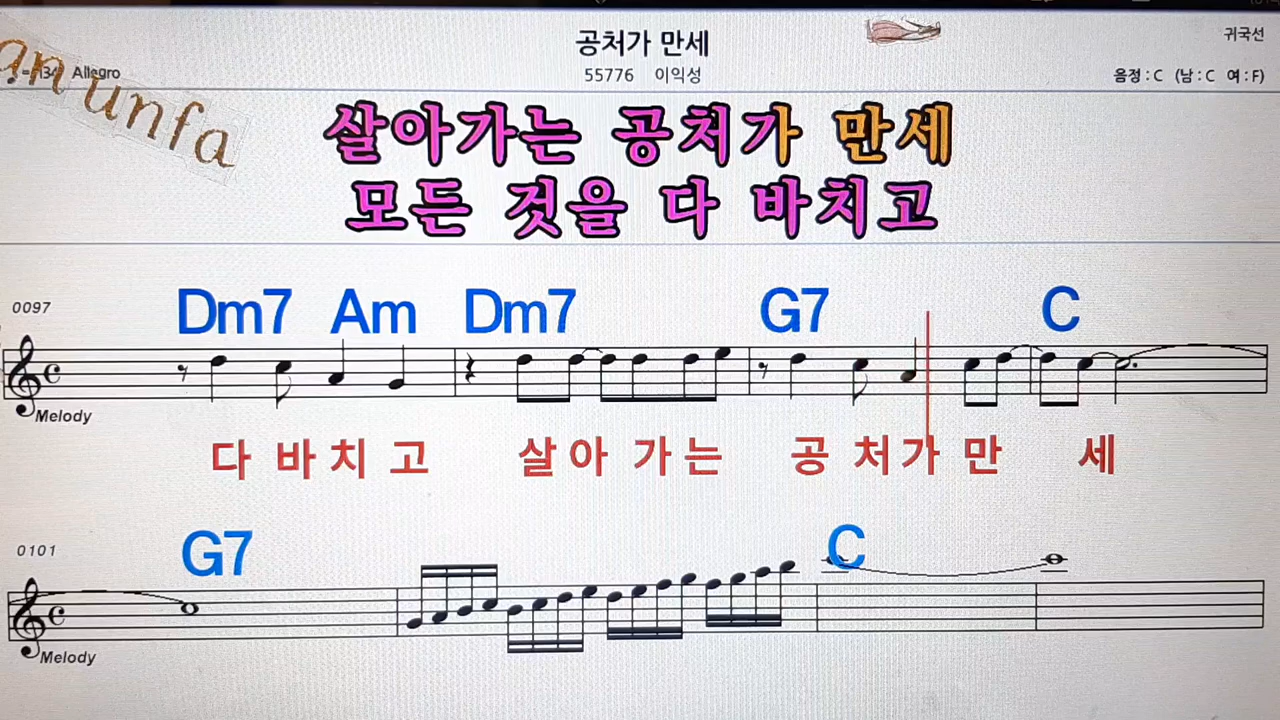 공처가 만세
귀국선
55776 이익성
Allegro
음정 : C (남 : C 여 : F)
an unfa
살아가는 공처가 만세
모든 것을 다 바치고
0097
Dm7 Am Dm7 G7 C
Melody
다 바 치 고 살 아 가 는 공 처 가 만 세
0101
G7 C
Melody